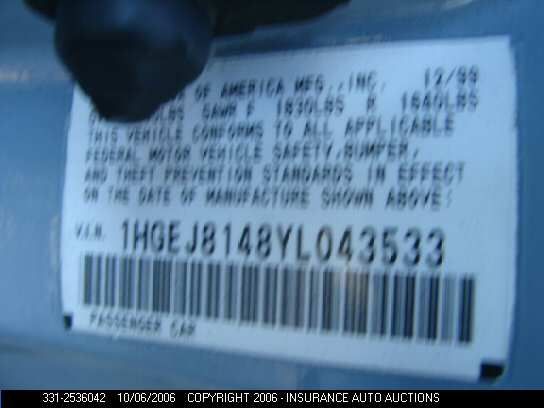 OF AMERICA MFG.,INC. 12/99
GAWR F 1830LBS R 1640LBS
THIS VEHICLE CONFORMS TO ALL APPLICABLE
FEDERAL MOTOR VEHICLE SAFETY,BUMPER,
AND THEFT PREVENTION STANDARDS IN EFFECT
ON THE DATE OF MANUFACTURE SHOWN ABOVE.
V.I.N. 1HGEJ8148YL043533
PASSENGER CAR
331-2536042 10/06/2006 COPYRIGHT 2006 - INSURANCE AUTO AUCTIONS